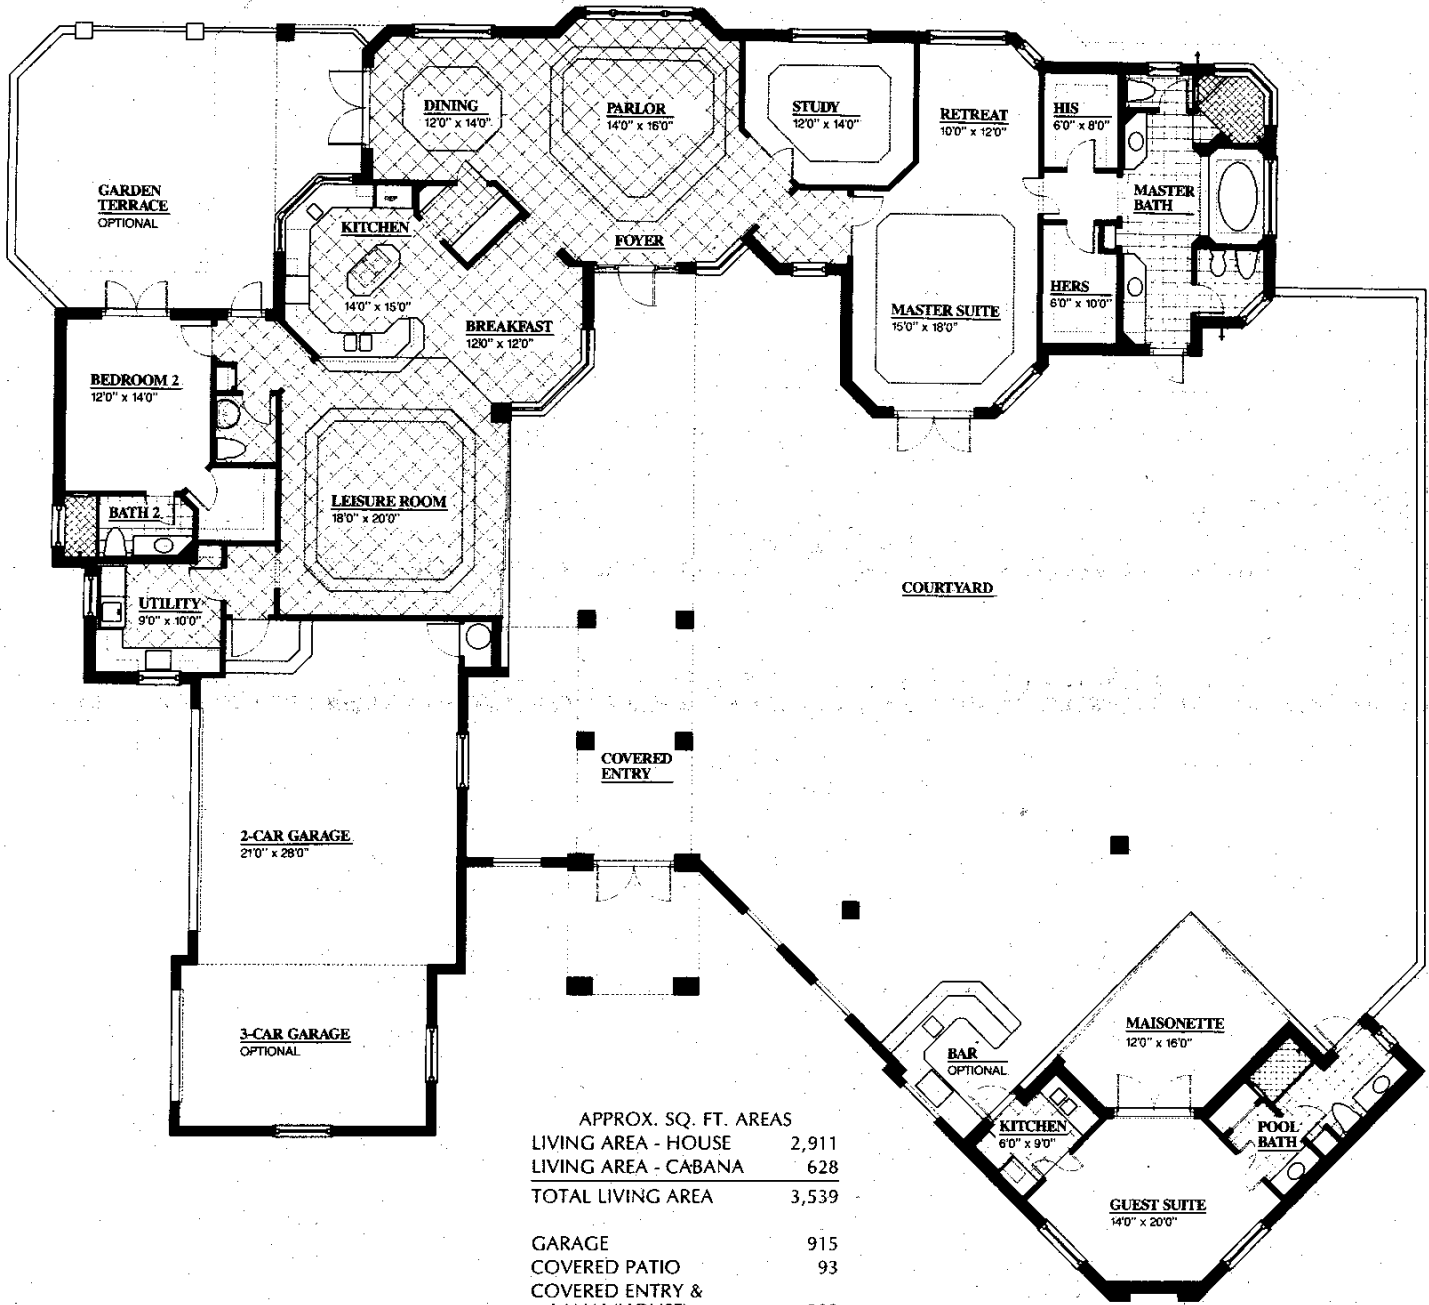 DINING
12'0" x 14'0"
PARLOR
14'0" x 16'0"
STUDY
12'0" x 14'0"
RETREAT
10'0" x 12'0"
HIS
6'0" x 8'0"
GARDEN
TERRACE
OPTIONAL
KITCHEN
14'0" x 15'0"
FOYER
MASTER
BATH
HERS
6'0" x 10'0"
MASTER SUITE
15'0" x 18'0"
BREAKFAST
12'0" x 12'0"
BEDROOM 2
12'0" x 14'0"
LEISURE ROOM
18'0" x 20'0"
BATH 2
UTILITY
9'0" x 10'0"
COURTYARD
COVERED
ENTRY
2-CAR GARAGE
21'0" x 28'0"
3-CAR GARAGE
OPTIONAL
MAISONETTE
12'0" x 16'0"
BAR
OPTIONAL
KITCHEN
6'0" x 9'0"
POOL
BATH
GUEST SUITE
14'0" x 20'0"
APPROX. SQ. FT. AREAS
LIVING AREA - HOUSE 2,911
LIVING AREA - CABANA 628
TOTAL LIVING AREA 3,539
GARAGE 915
COVERED PATIO 93
COVERED ENTRY &